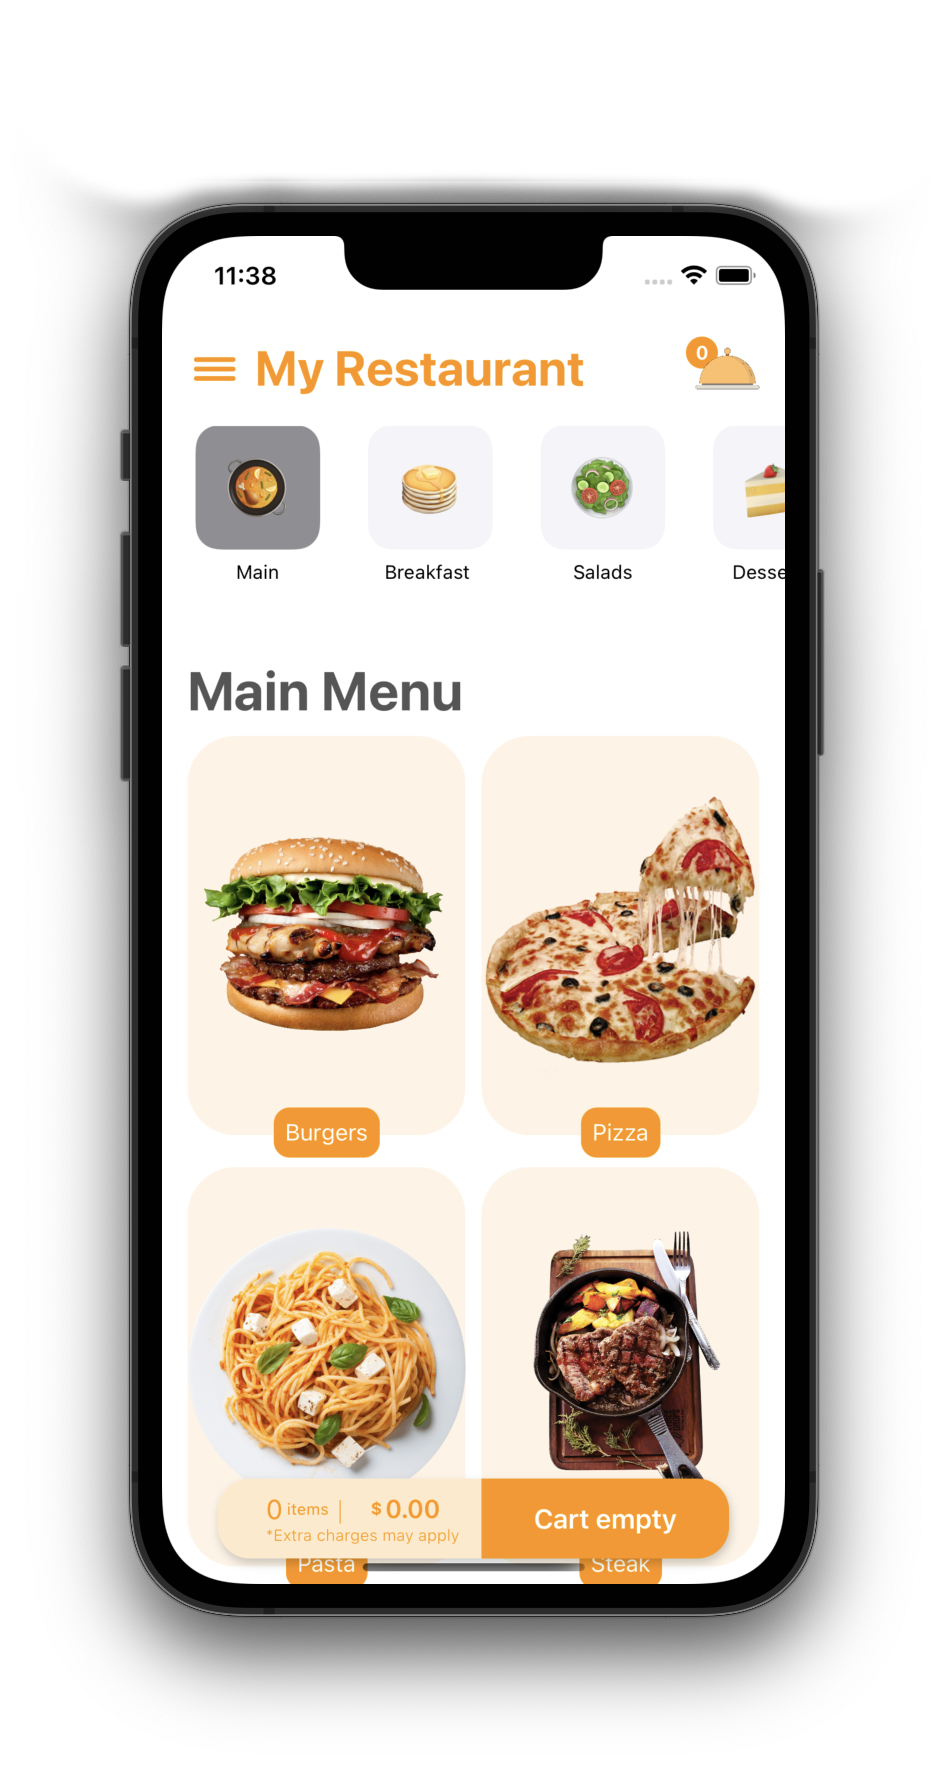 11:38
My Restaurant
0
Main
Breakfast
Salads
Desse
Main Menu
Burgers
Pizza
0 items | $ 0.00
*Extra charges may apply
Cart empty
Pasta
Steak